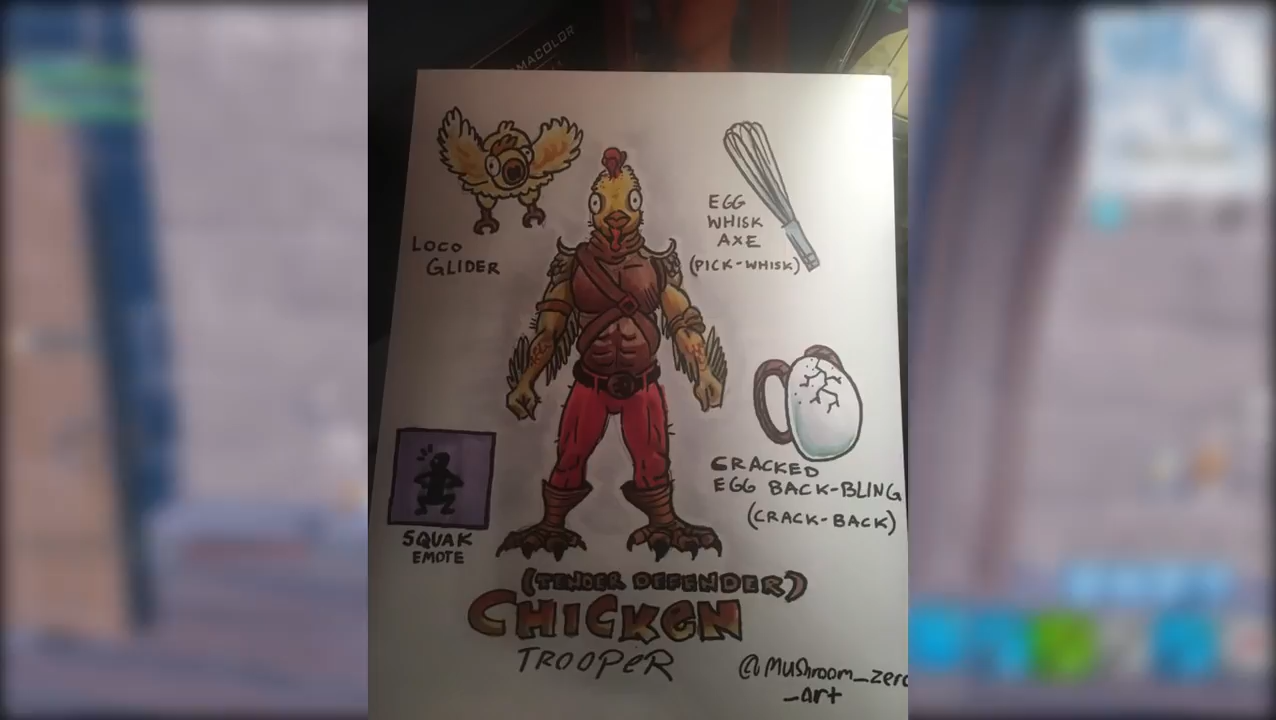 MACOLOR
LOCO
GLIDER
EGG
WHISK
AXE
(PICK-WHISK)
CRACKED
EGG BACK-BLING
(CRACK-BACK)
SQUAK
EMOTE
(TENDER DEFENDER)
CHICKEN
TROOPER
@Mushroom_zero
_art